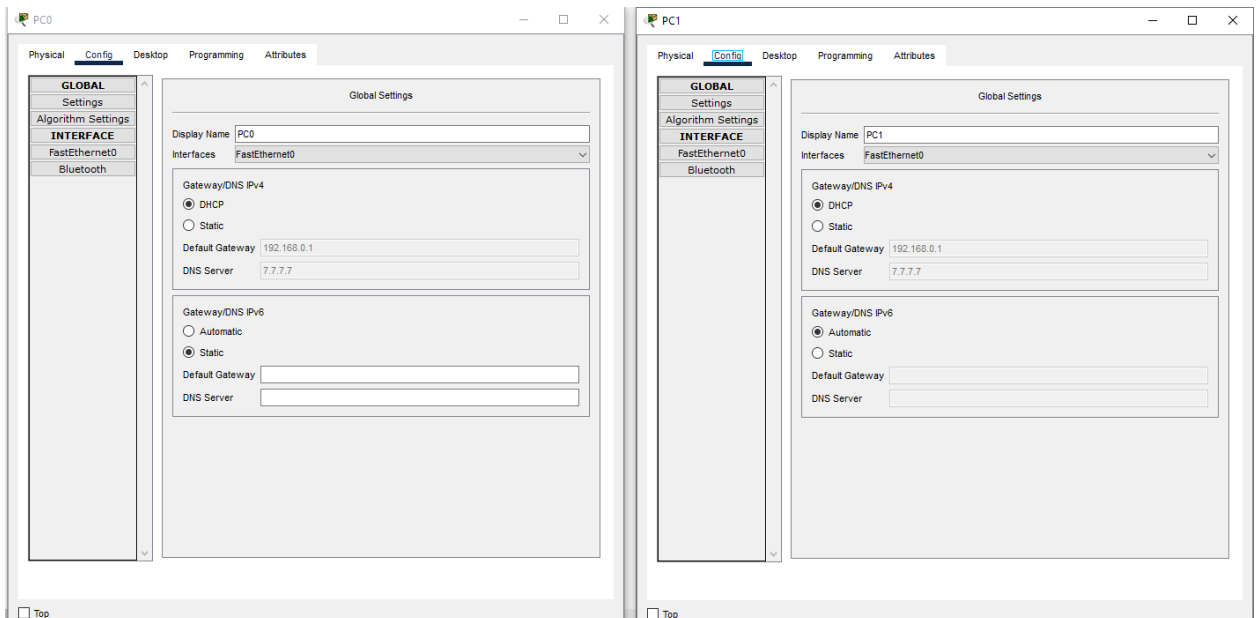 PC0
Physical Config Desktop Programming Attributes
GLOBAL
Settings
Algorithm Settings
INTERFACE
FastEthernet0
Bluetooth
Global Settings
Display Name PC0
Interfaces FastEthernet0
Gateway/DNS IPv4
DHCP
Static
Default Gateway 192.168.0.1
DNS Server 7.7.7.7
Gateway/DNS IPv6
Automatic
Static
Default Gateway
DNS Server
Top
PC1
Physical Config Desktop Programming Attributes
GLOBAL
Settings
Algorithm Settings
INTERFACE
FastEthernet0
Bluetooth
Global Settings
Display Name PC1
Interfaces FastEthernet0
Gateway/DNS IPv4
DHCP
Static
Default Gateway 192.168.0.1
DNS Server 7.7.7.7
Gateway/DNS IPv6
Automatic
Static
Default Gateway
DNS Server
Top